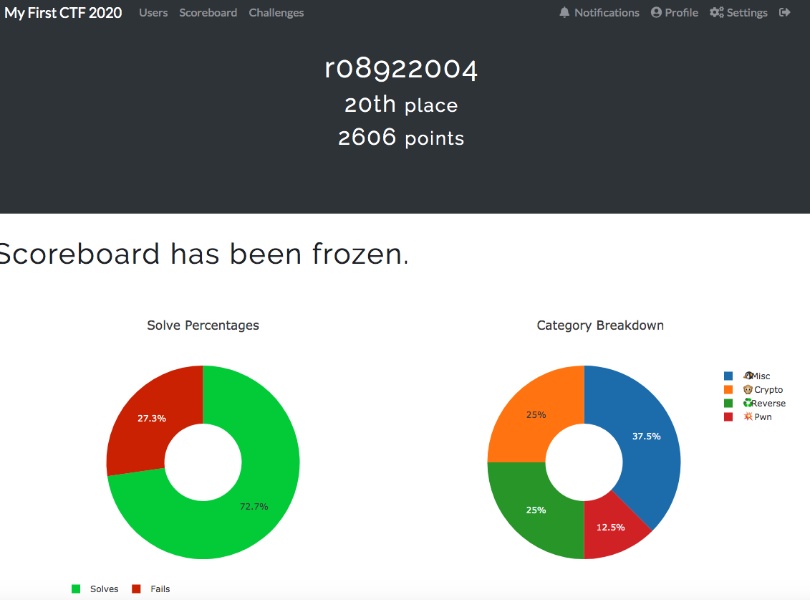 My First CTF 2020 Users Scoreboard Challenges Notifications Profile Settings
r08922004
20th place
2606 points
Scoreboard has been frozen.
Solve Percentages
27.3%
72.7%
Solves Fails
Category Breakdown
25%
37.5%
25%
12.5%
Misc
Crypto
Reverse
Pwn